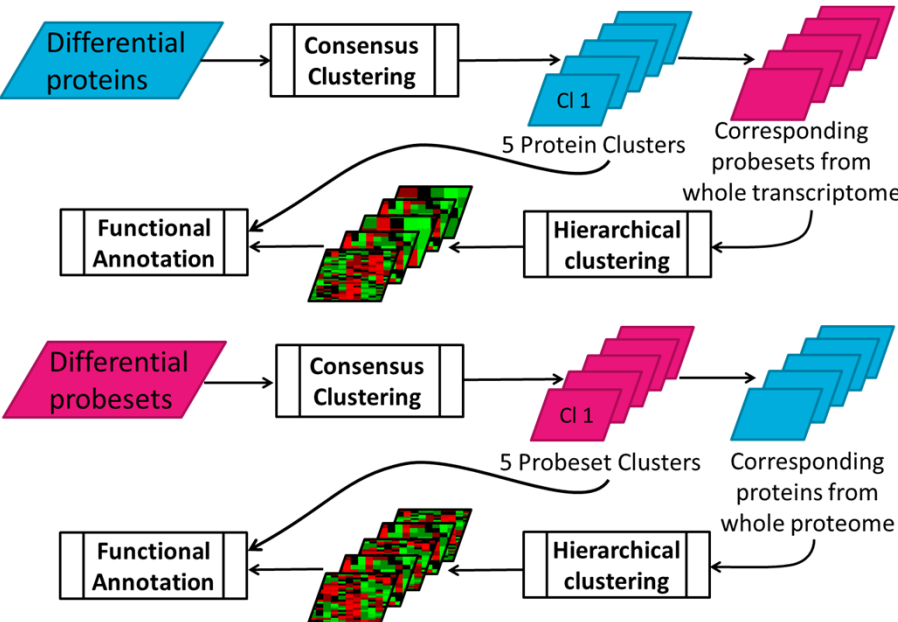 Differential
proteins
Consensus
Clustering
Cl 1
5 Protein Clusters
Corresponding
probesets from
whole transcriptome
Functional
Annotation
Hierarchical
clustering
Differential
probesets
Consensus
Clustering
Cl 1
5 Probeset Clusters
Corresponding
proteins from
whole proteome
Functional
Annotation
Hierarchical
clustering